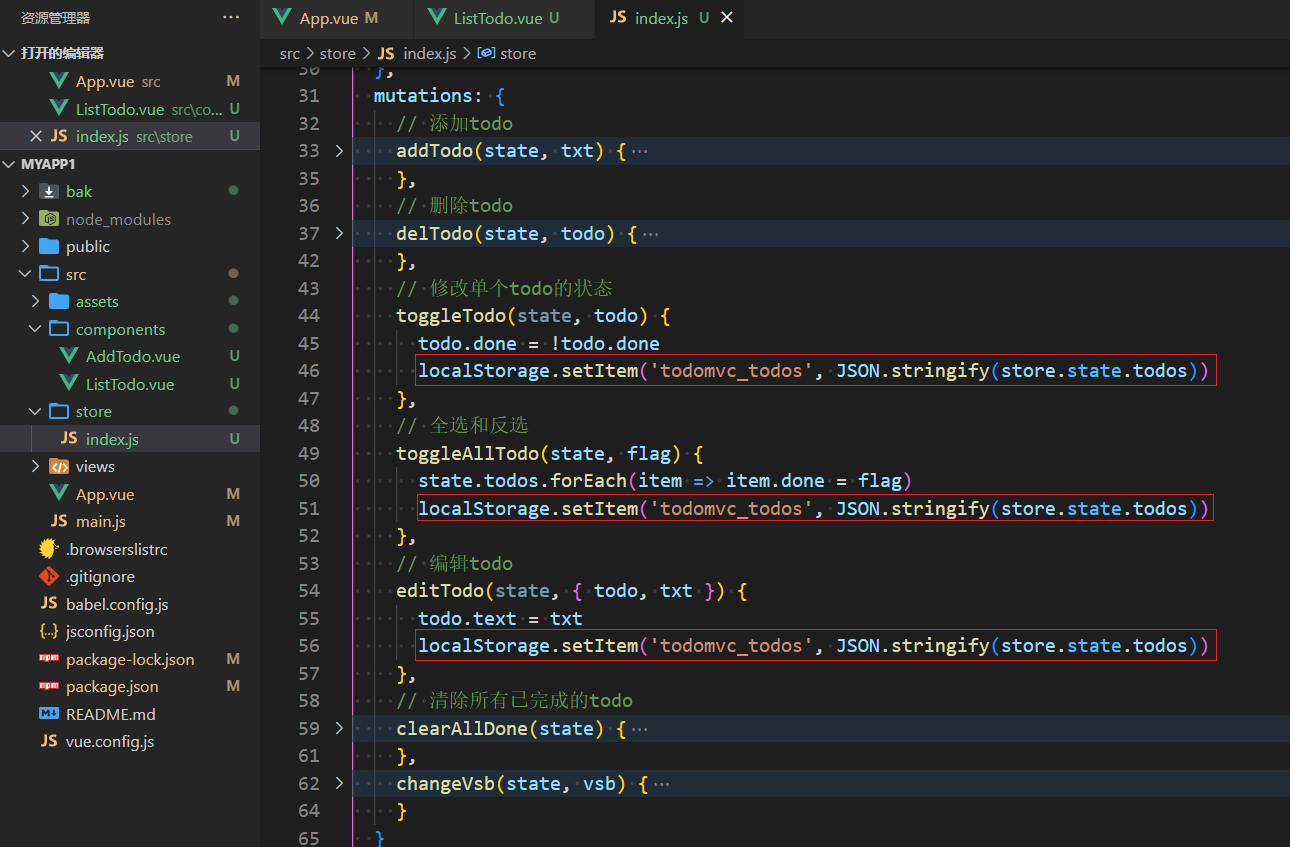 资源管理器 ···
打开的编辑器
App.vue src M
ListTodo.vue src\co... U
JS index.js src\store U
MYAPP1
bak
node_modules
public
src
assets
components
AddTodo.vue U
ListTodo.vue U
store
JS index.js U
views
App.vue M
JS main.js M
.browserslistrc
.gitignore
JS babel.config.js
{..} jsconfig.json
npm package-lock.json M
npm package.json M
M↓ README.md
JS vue.config.js
App.vue M ListTodo.vue U JS index.js U
src > store > JS index.js > store
30 },
31 mutations: {
32 // 添加todo
33 addTodo(state, txt) {···
35 },
36 // 删除todo
37 delTodo(state, todo) {···
42 },
43 // 修改单个todo的状态
44 toggleTodo(state, todo) {
45 todo.done = !todo.done
46 localStorage.setItem('todomvc_todos', JSON.stringify(store.state.todos))
47 },
48 // 全选和反选
49 toggleAllTodo(state, flag) {
50 state.todos.forEach(item => item.done = flag)
51 localStorage.setItem('todomvc_todos', JSON.stringify(store.state.todos))
52 },
53 // 编辑todo
54 editTodo(state, { todo, txt }) {
55 todo.text = txt
56 localStorage.setItem('todomvc_todos', JSON.stringify(store.state.todos))
57 },
58 // 清除所有已完成的todo
59 clearAllDone(state) {···
61 },
62 changeVsb(state, vsb) {···
64 }
65 }